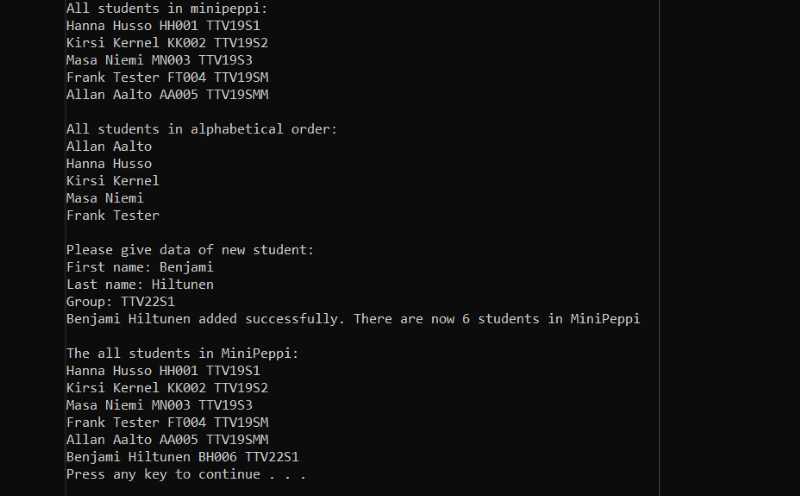 All students in minipeppi:
Hanna Husso HH001 TTV19S1
Kirsi Kernel KK002 TTV19S2
Masa Niemi MN003 TTV19S3
Frank Tester FT004 TTV19SM
Allan Aalto AA005 TTV19SMM
All students in alphabetical order:
Allan Aalto
Hanna Husso
Kirsi Kernel
Masa Niemi
Frank Tester
Please give data of new student:
First name: Benjami
Last name: Hiltunen
Group: TTV22S1
Benjami Hiltunen added successfully. There are now 6 students in MiniPeppi
The all students in MiniPeppi:
Hanna Husso HH001 TTV19S1
Kirsi Kernel KK002 TTV19S2
Masa Niemi MN003 TTV19S3
Frank Tester FT004 TTV19SM
Allan Aalto AA005 TTV19SMM
Benjami Hiltunen BH006 TTV22S1
Press any key to continue . . .